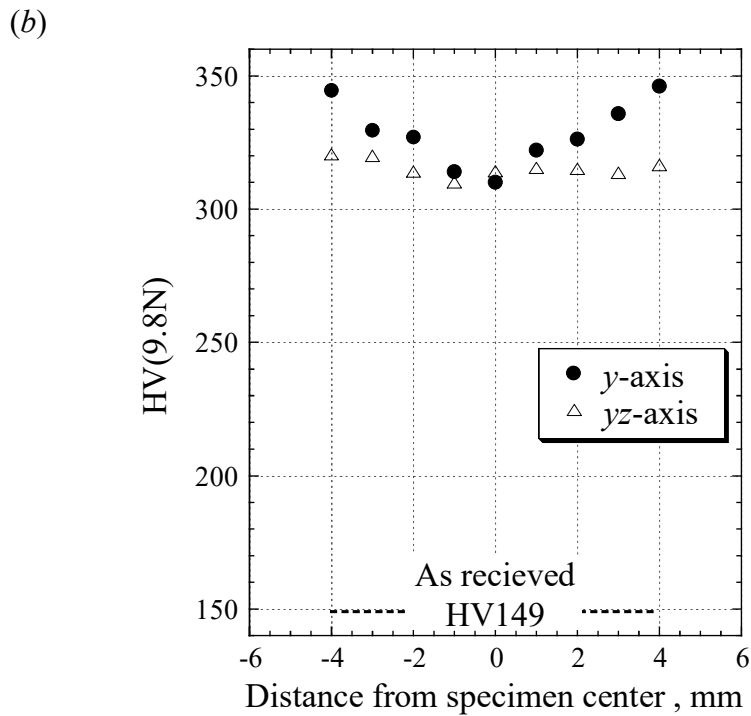 (b)
350
300
250
200
150
HV(9.8N)
y-axis
yz-axis
As recieved
HV149
-6 -4 -2 0 2 4 6
Distance from specimen center , mm